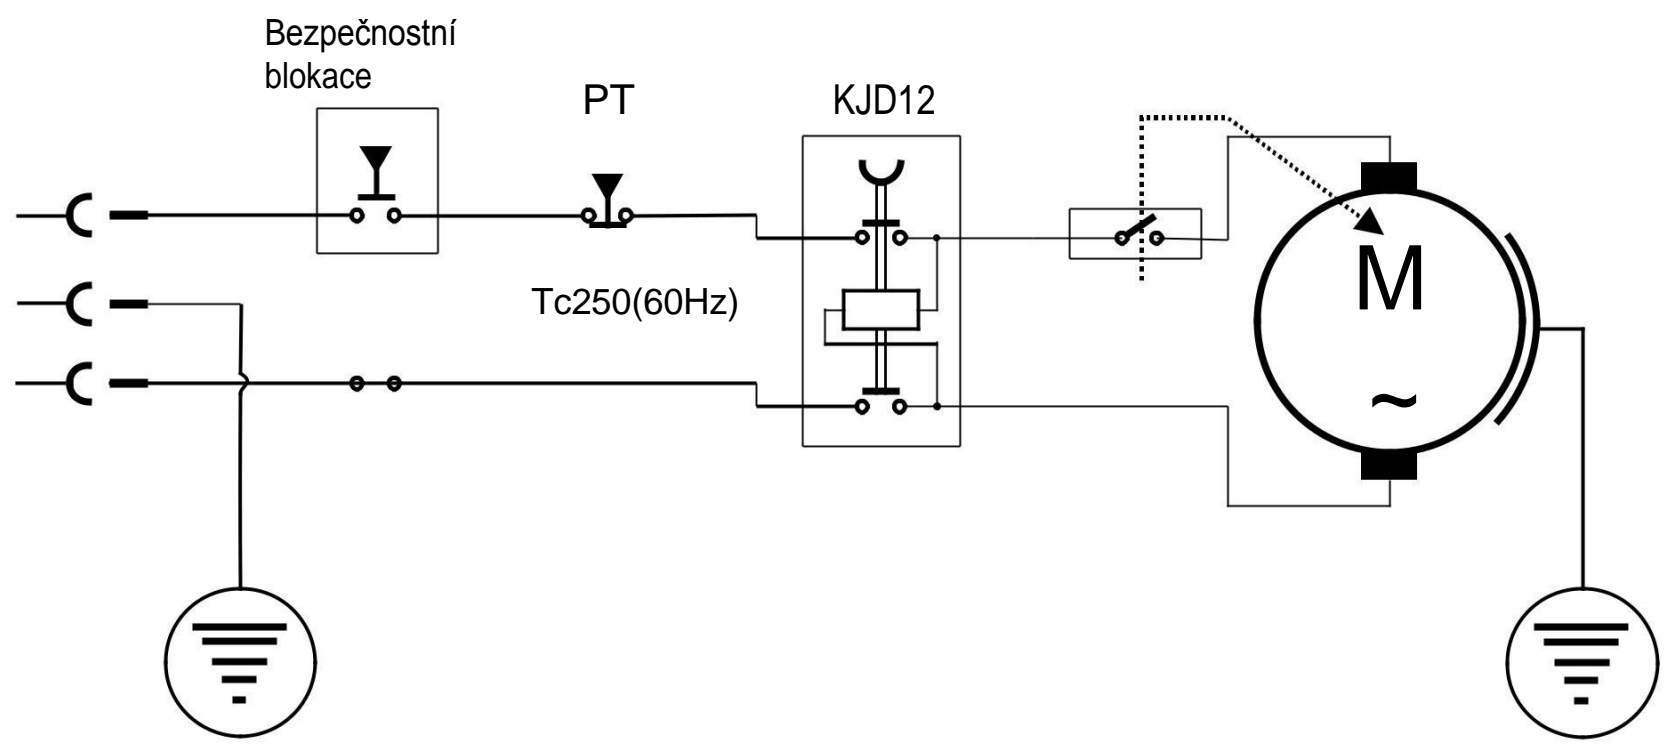 Bezpečnostní
blokace
PT
KJD12
Tc250(60Hz)
M
~